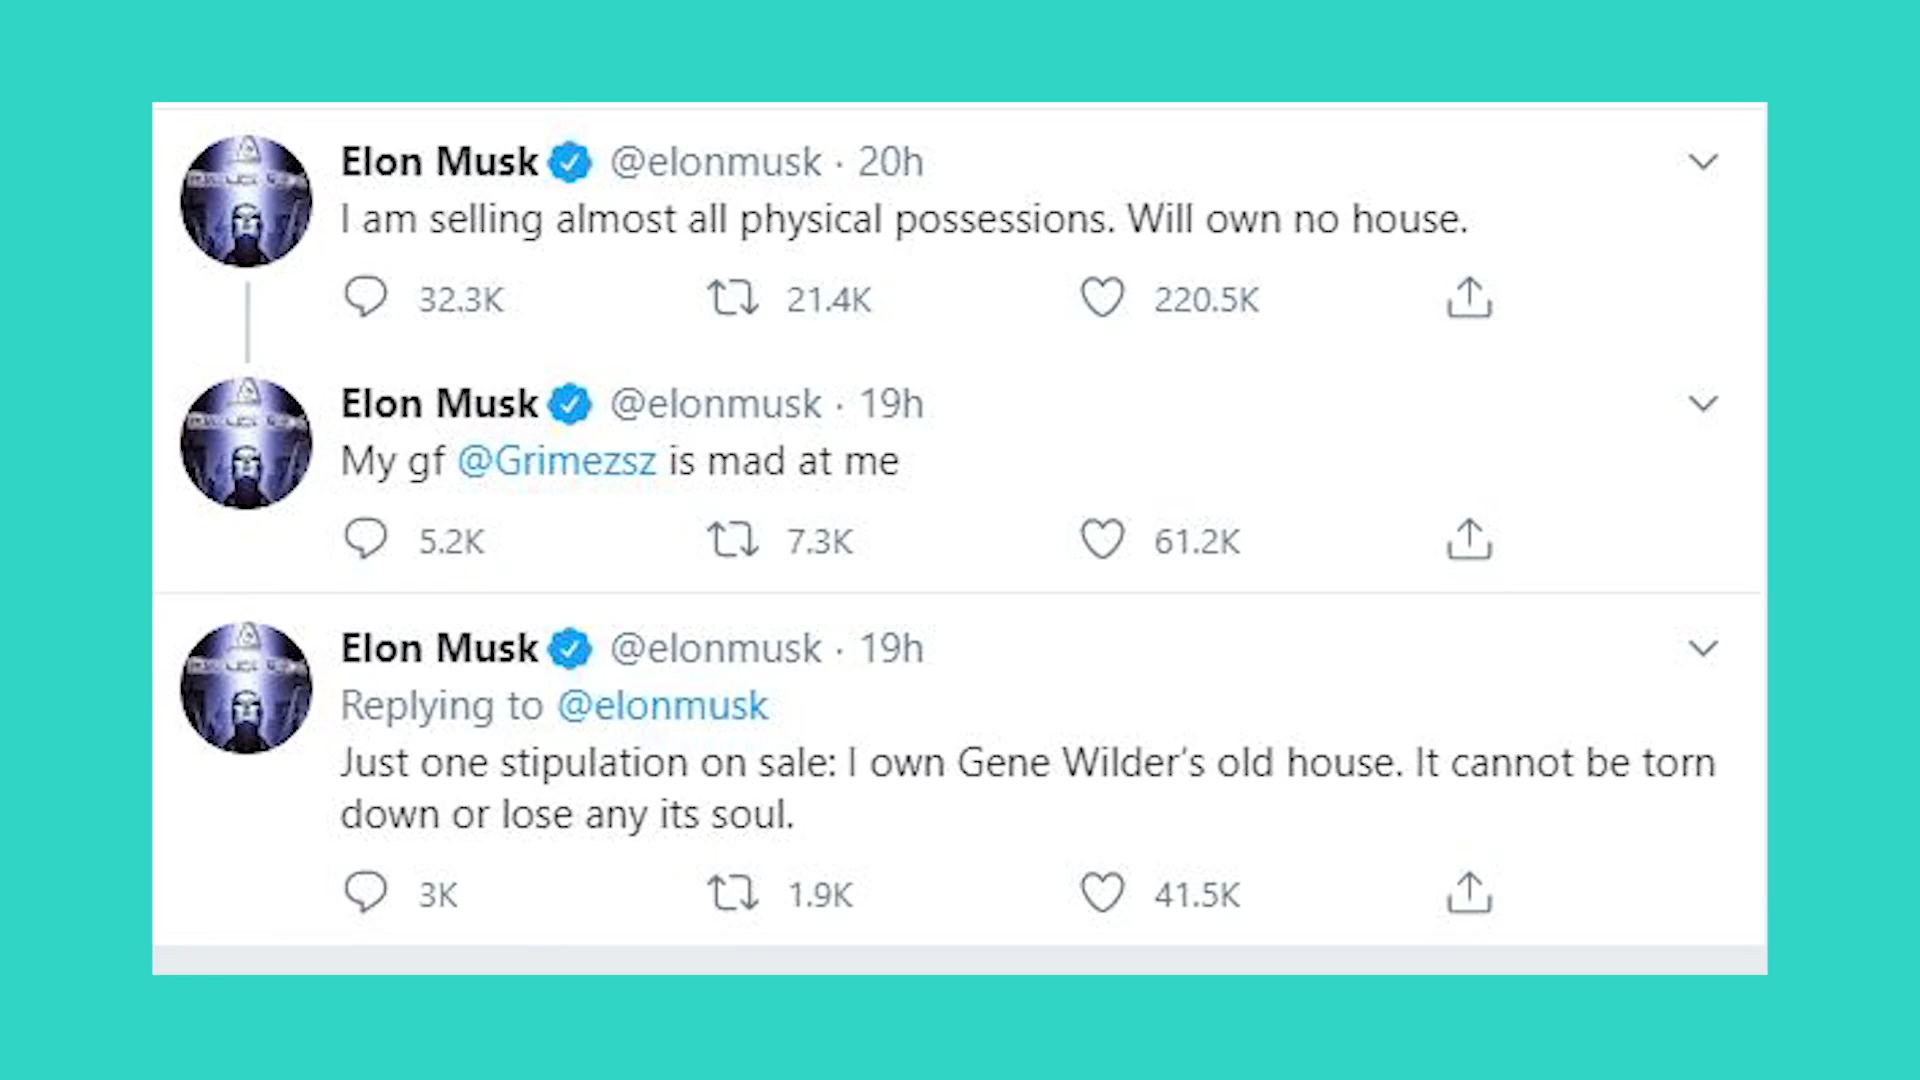 Elon Musk @elonmusk · 20h
I am selling almost all physical possessions. Will own no house.
32.3K 21.4K 220.5K
Elon Musk @elonmusk · 19h
My gf @Grimezsz is mad at me
5.2K 7.3K 61.2K
Elon Musk @elonmusk · 19h
Replying to @elonmusk
Just one stipulation on sale: I own Gene Wilder's old house. It cannot be torn
down or lose any its soul.
3K 1.9K 41.5K